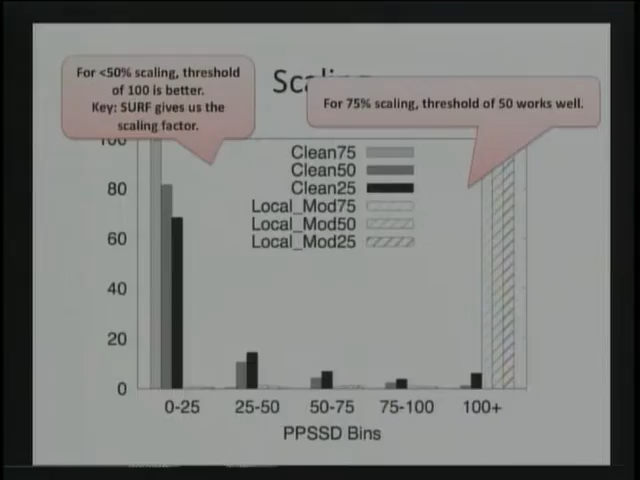 For <50% scaling, threshold
of 100 is better.
Key: SURF gives us the
scaling factor.
For 75% scaling, threshold of 50 works well.
Clean75
Clean50
Clean25
Local_Mod75
Local_Mod50
Local_Mod25
100
80
60
40
20
0
0-25 25-50 50-75 75-100 100+
PPSSD Bins